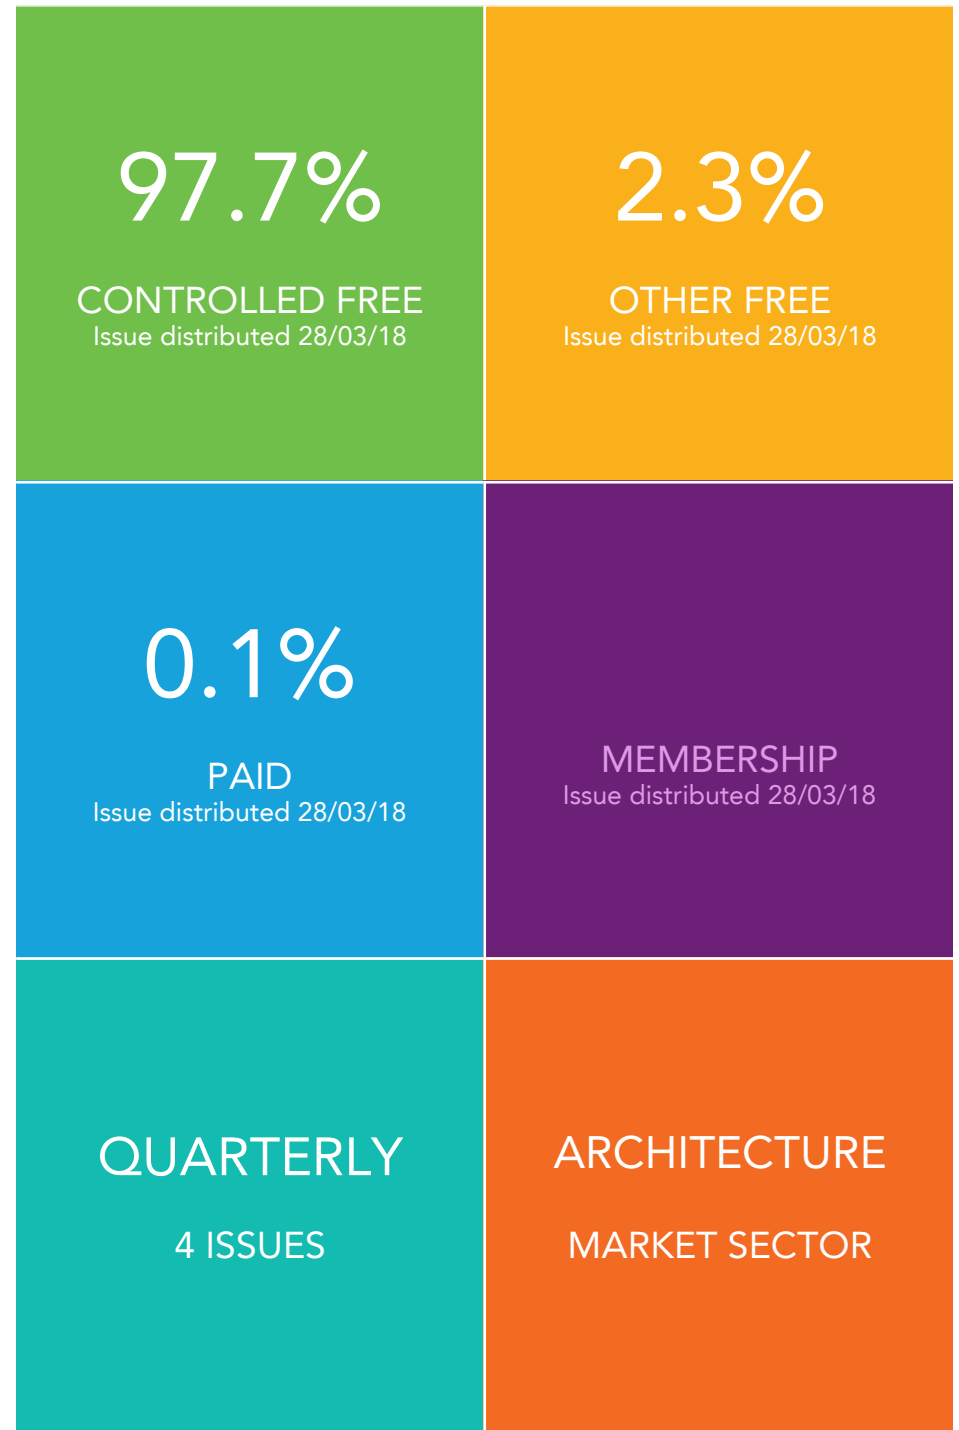 97.7%
CONTROLLED FREE
Issue distributed 28/03/18
2.3%
OTHER FREE
Issue distributed 28/03/18
0.1%
PAID
Issue distributed 28/03/18
MEMBERSHIP
Issue distributed 28/03/18
QUARTERLY
4 ISSUES
ARCHITECTURE
MARKET SECTOR